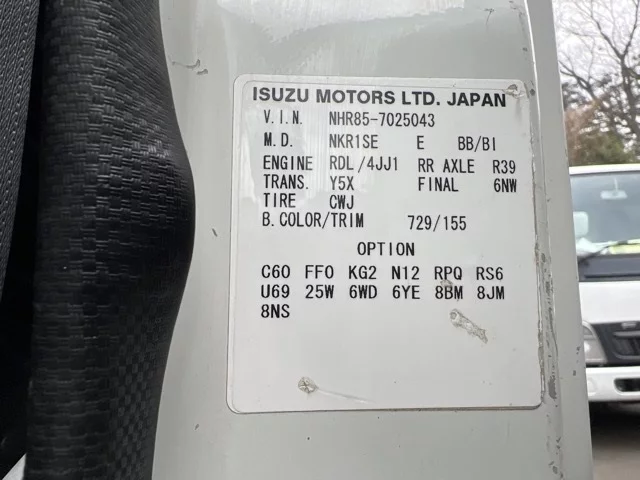 ISUZU MOTORS LTD. JAPAN
V.I.N. NHR85-7025043
M.D. NKR1SE E BB/BI
ENGINE RDL/4JJ1 RR AXLE R39
TRANS. Y5X FINAL 6NW
TIRE CWJ
B.COLOR/TRIM 729/155
OPTION
C60 FF0 KG2 N12 RPQ RS6
U69 25W 6WD 6YE 8BM 8JM
8NS